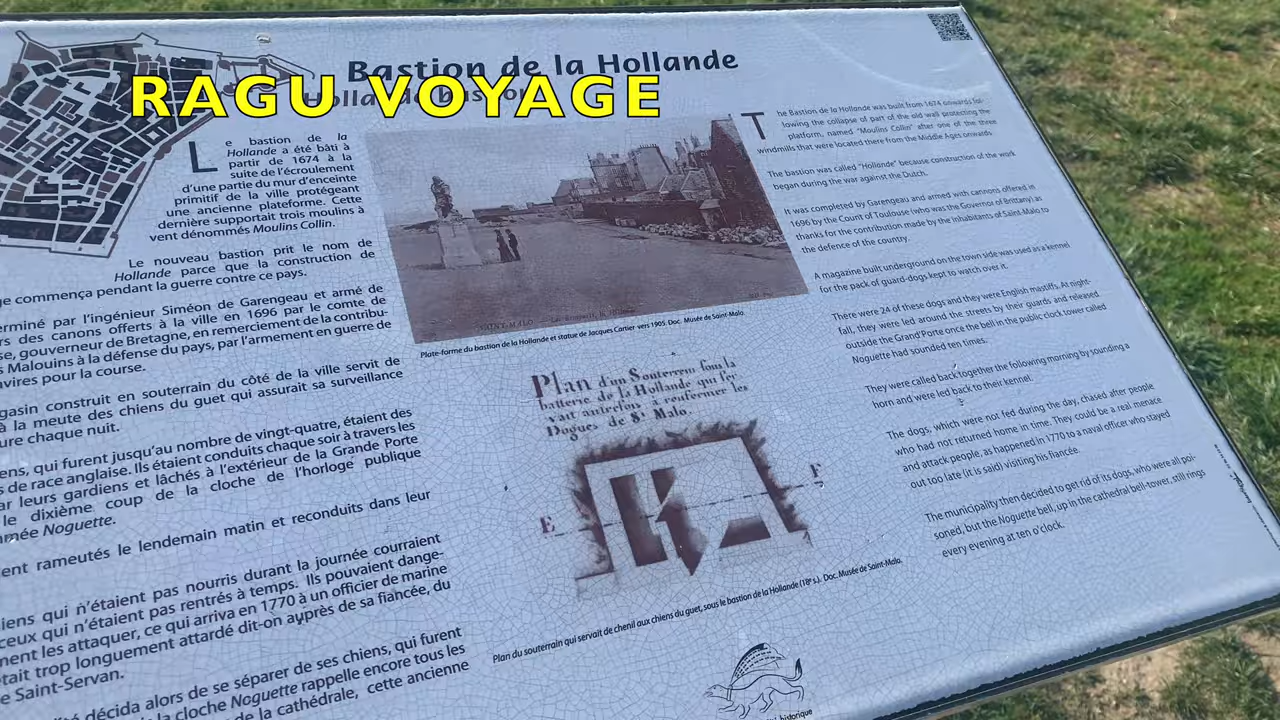 Bastion de la Hollande
RAGU VOYAGE
Le bastion de la
Hollande a été bâti à
partir de 1674 à la
suite de l'écroulement
d'une partie du mur d'enceinte
primitif de la ville protégeant
une ancienne plateforme. Cette
dernière supportait trois moulins à
vent dénommés Moulins Collin.
Le nouveau bastion prit le nom de
Hollande parce que la construction de
commença pendant la guerre contre ce pays.
par l'ingénieur Siméon de Garengeau et armé de
des canons offerts à la ville en 1696 par le comte de
gouverneur de Bretagne, en remerciement de la contribu-
Malouins à la défense du pays, par l'armement en guerre de
pour la course.
construit en souterrain du côté de la ville servit de
à la meute des chiens du guet qui assurait sa surveillance
chaque nuit.
qui furent jusqu'au nombre de vingt-quatre, étaient des
de race anglaise. Ils étaient conduits chaque soir à travers les
leurs gardiens et lâchés à l'extérieur de la Grande Porte
le dixième coup de la cloche de l'horloge publique
Noguette.
rameutés le lendemain matin et reconduits dans leur
qui n'étaient pas nourris durant la journée couraient
ceux qui n'étaient pas rentrés à temps. Ils pouvaient dange-
les attaquer, ce qui arriva en 1770 à un officier de marine
trop longuement attardé dit-on auprès de sa fiancée, du
Saint-Servan.
décida alors de se séparer de ses chiens, qui furent
la cloche Noguette rappelle encore tous les
de la cathédrale, cette ancienne
SAINT-MALO
Plate-forme du bastion de la Hollande et statue de Jacques Cartier vers 1905. Doc. Musée de Saint-Malo.
Plan d'un Souterrein sous la
batterie de la Hollande qui ser
vait autrefois a renfermer les
Dogues de St Malo.
E
F
Plan du souterrain qui servait de chenil aux chiens du guet, sous le bastion de la Hollande (18e s.). Doc. Musée de Saint-Malo.
historique
The Bastion de la Hollande was built from 1674 onwards fol-
lowing the collapse of part of the old wall protecting the
platform, named "Moulins Collin" after one of the three
windmills that were located there from the Middle Ages onwards.
The bastion was called "Hollande" because construction of the work
began during the war against the Dutch.
It was completed by Garengeau and armed with cannons offered in
1696 by the Count of Toulouse (who was the Governor of Brittany) as
thanks for the contribution made by the inhabitants of Saint-Malo to
the defence of the country.
A magazine built underground on the town side was used as a kennel
for the pack of guard-dogs kept to watch over it.
There were 24 of these dogs and they were English mastiffs. At night-
fall, they were led around the streets by their guards and released
outside the Grand'Porte once the bell in the public clock tower called
Noguette had sounded ten times.
They were called back together the following morning by sounding a
horn and were led back to their kennel.
The dogs, which were not fed during the day, chased after people
who had not returned home in time. They could be a real menace
and attack people, as happened in 1770 to a naval officer who stayed
out too late (it is said) visiting his fiancée.
The municipality then decided to get rid of its dogs, who were all poi-
soned, but the Noguette bell, up in the cathedral bell-tower, still rings
every evening at ten o'clock.